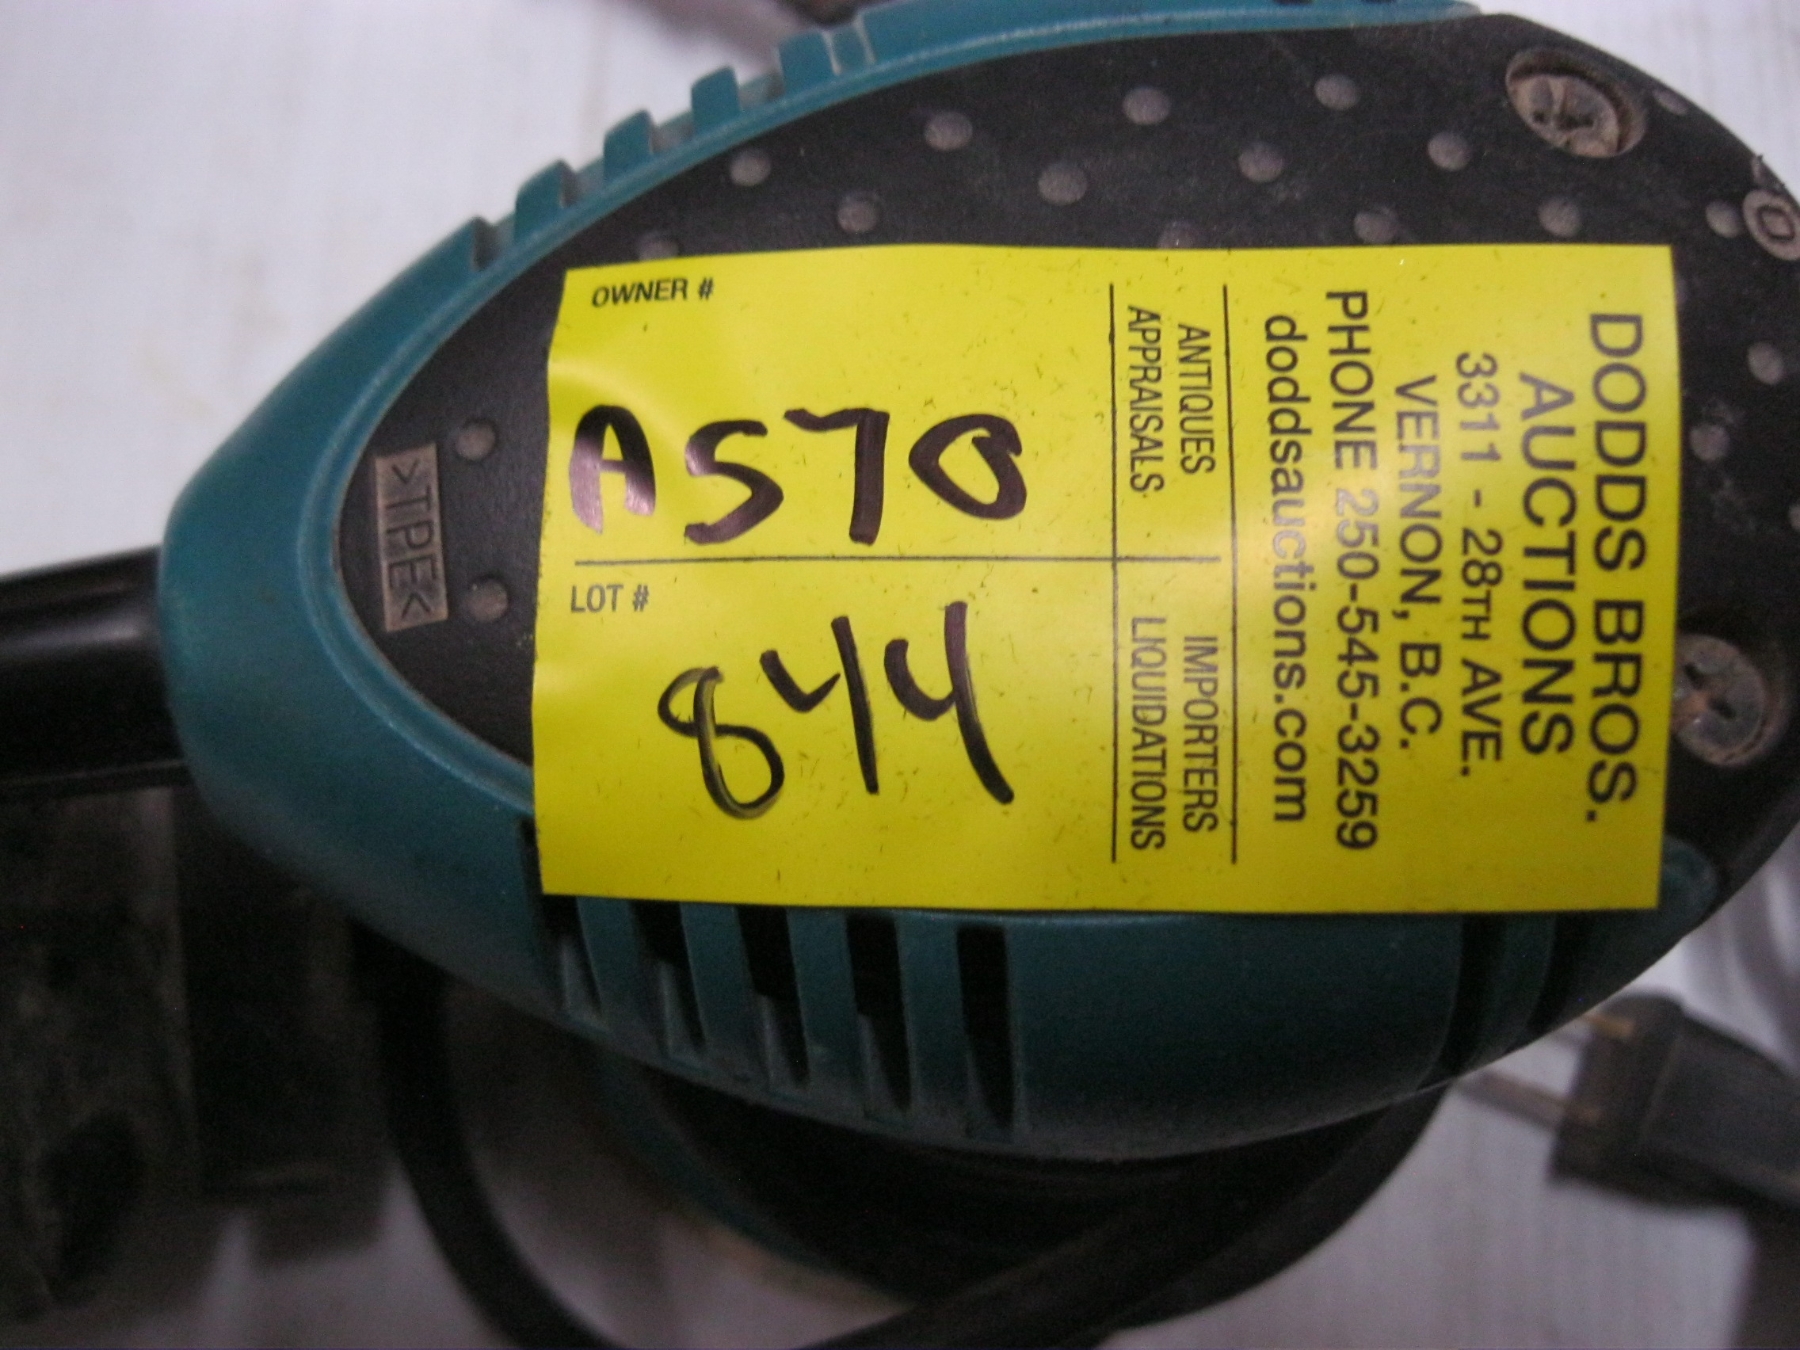 DODDS BROS.
AUCTIONS
3311 - 28TH AVE.
VERNON, B.C.
PHONE 250-545-3259
doddsauctions.com
ANTIQUES IMPORTERS
APPRAISALS LIQUIDATIONS
OWNER #
A570
LOT #
844
>TPE<